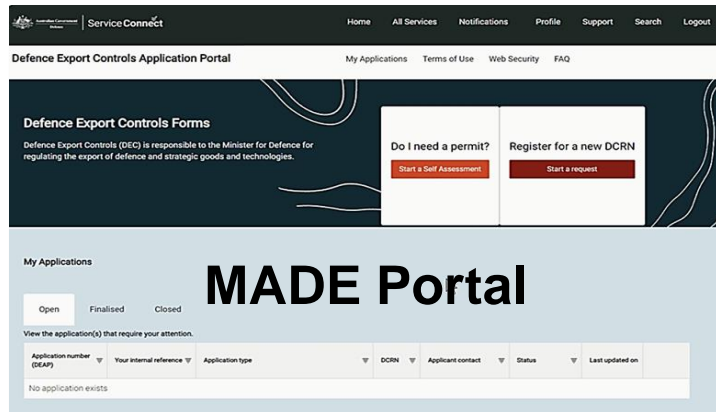 Australian Government
Defence
ServiceConnect
Home All Services Notifications Profile Support Search Logout
Defence Export Controls Application Portal
My Applications Terms of Use Web Security FAQ
Defence Export Controls Forms
Defence Export Controls (DEC) is responsible to the Minister for Defence for
regulating the export of defence and strategic goods and technologies.
Do I need a permit?
Start a Self Assessment
Register for a new DCRN
Start a request
My Applications
MADE Portal
Open Finalised Closed
View the application(s) that require your attention.
Application number
(DEAP)
Your internal reference
Application type
DCRN
Applicant contact
Status
Last updated on
No application exists